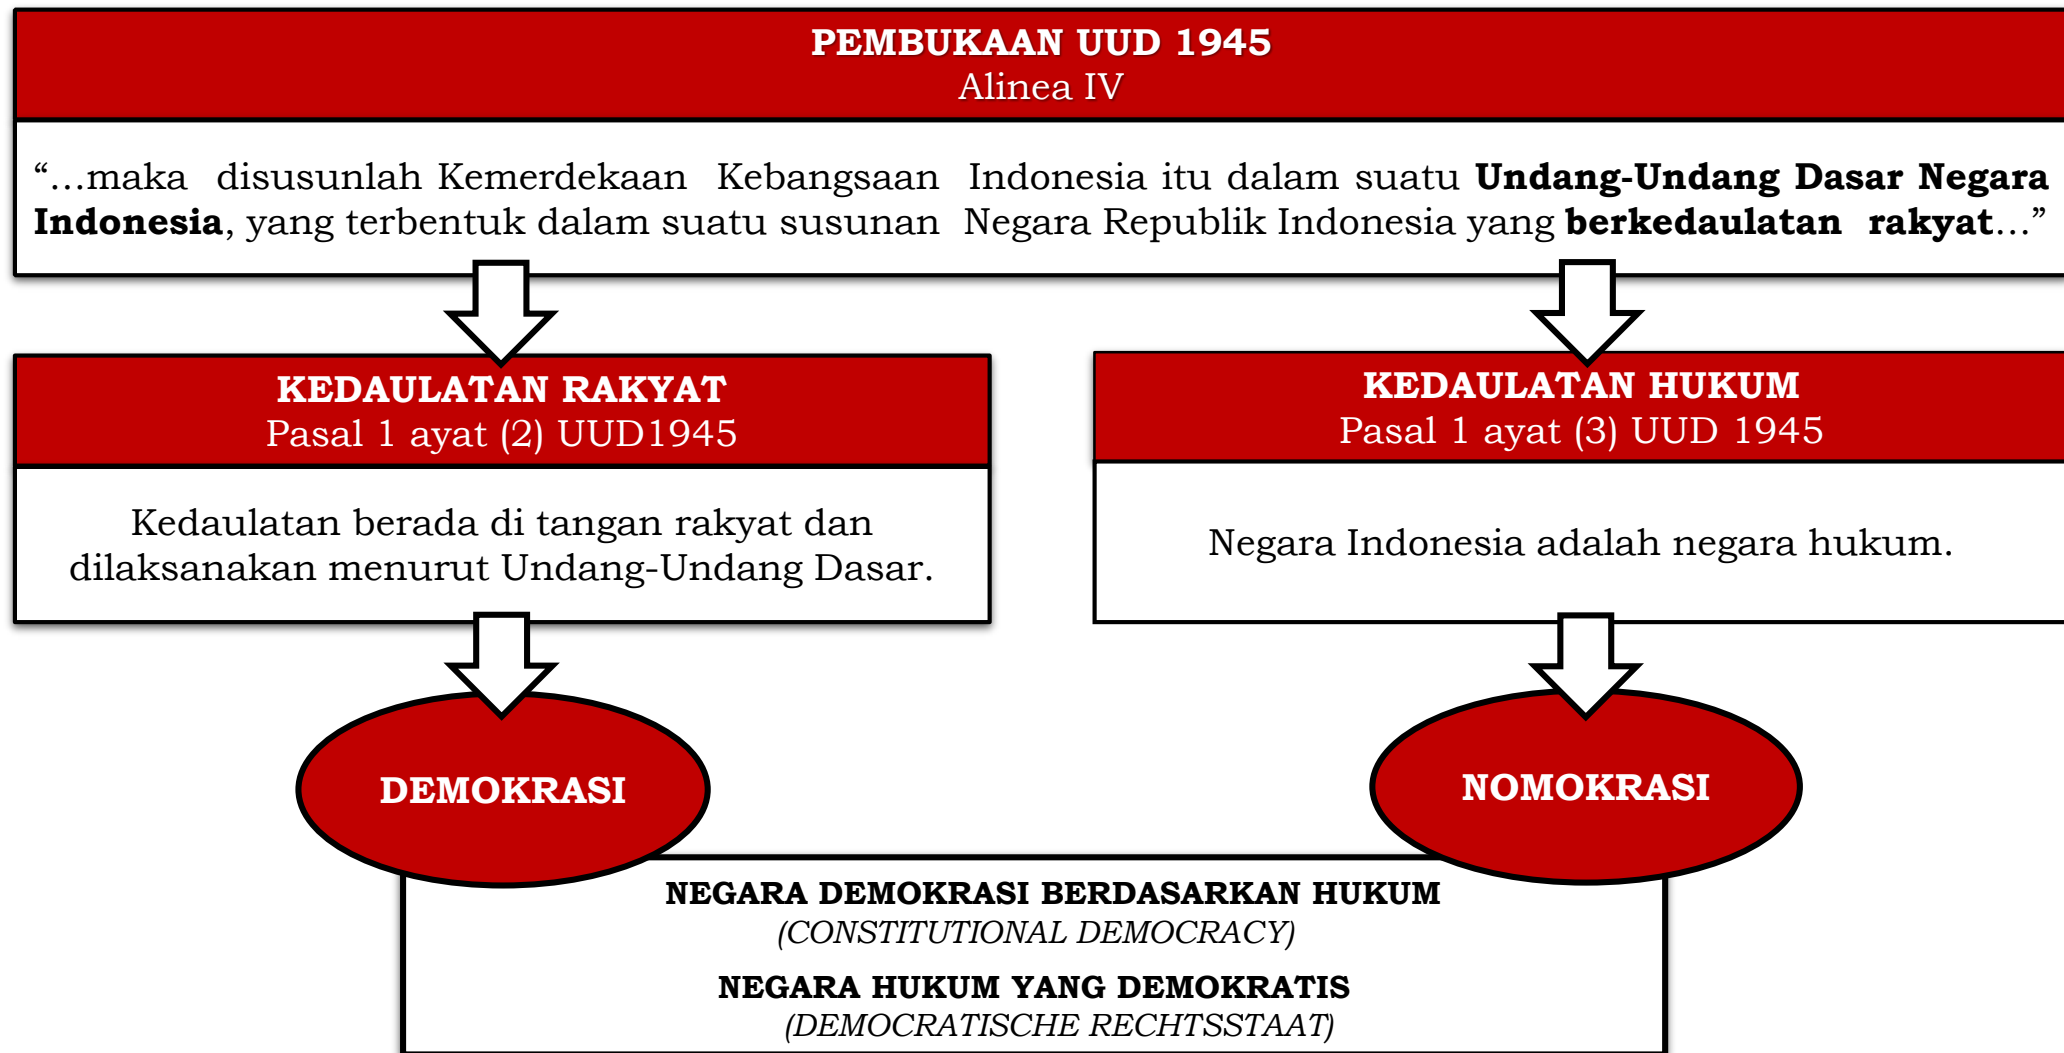 PEMBUKAAN UUD 1945
Alinea IV
“…maka disusunlah Kemerdekaan Kebangsaan Indonesia itu dalam suatu Undang-Undang Dasar Negara
Indonesia, yang terbentuk dalam suatu susunan Negara Republik Indonesia yang berkedaulatan rakyat…”
KEDAULATAN RAKYAT
Pasal 1 ayat (2) UUD1945
Kedaulatan berada di tangan rakyat dan
dilaksanakan menurut Undang-Undang Dasar.
KEDAULATAN HUKUM
Pasal 1 ayat (3) UUD 1945
Negara Indonesia adalah negara hukum.
DEMOKRASI
NOMOKRASI
NEGARA DEMOKRASI BERDASARKAN HUKUM
(CONSTITUTIONAL DEMOCRACY)
NEGARA HUKUM YANG DEMOKRATIS
(DEMOCRATISCHE RECHTSSTAAT)